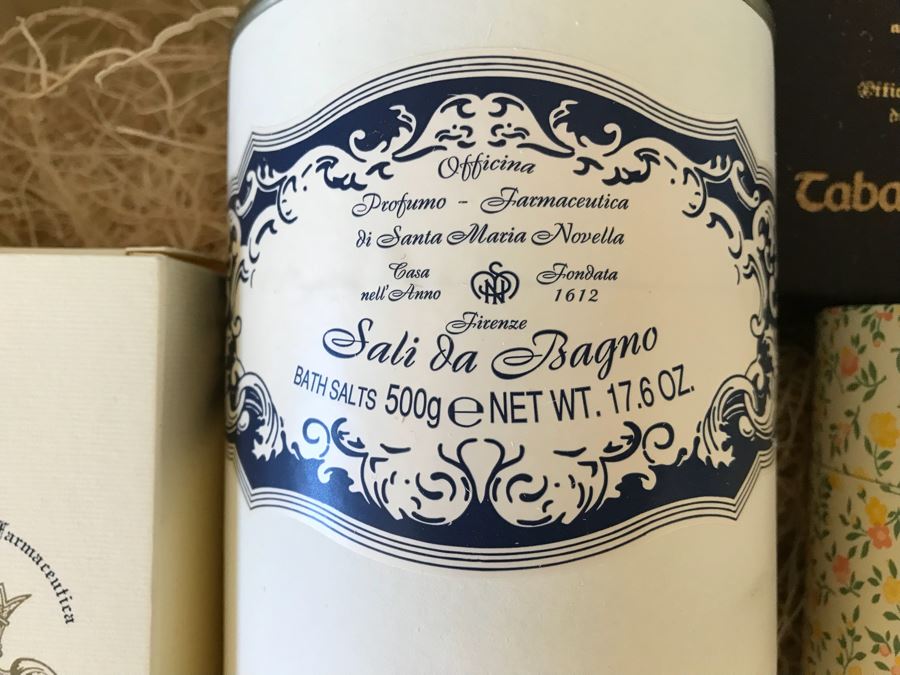 Officina
Profumo - Farmaceutica
di Santa Maria Novella
Casa
nell'Anno
Fondata
1612
Firenze
Sali da Bagno
BATH SALTS 500g ℮ NET WT. 17.6 OZ.
Farmaceutica